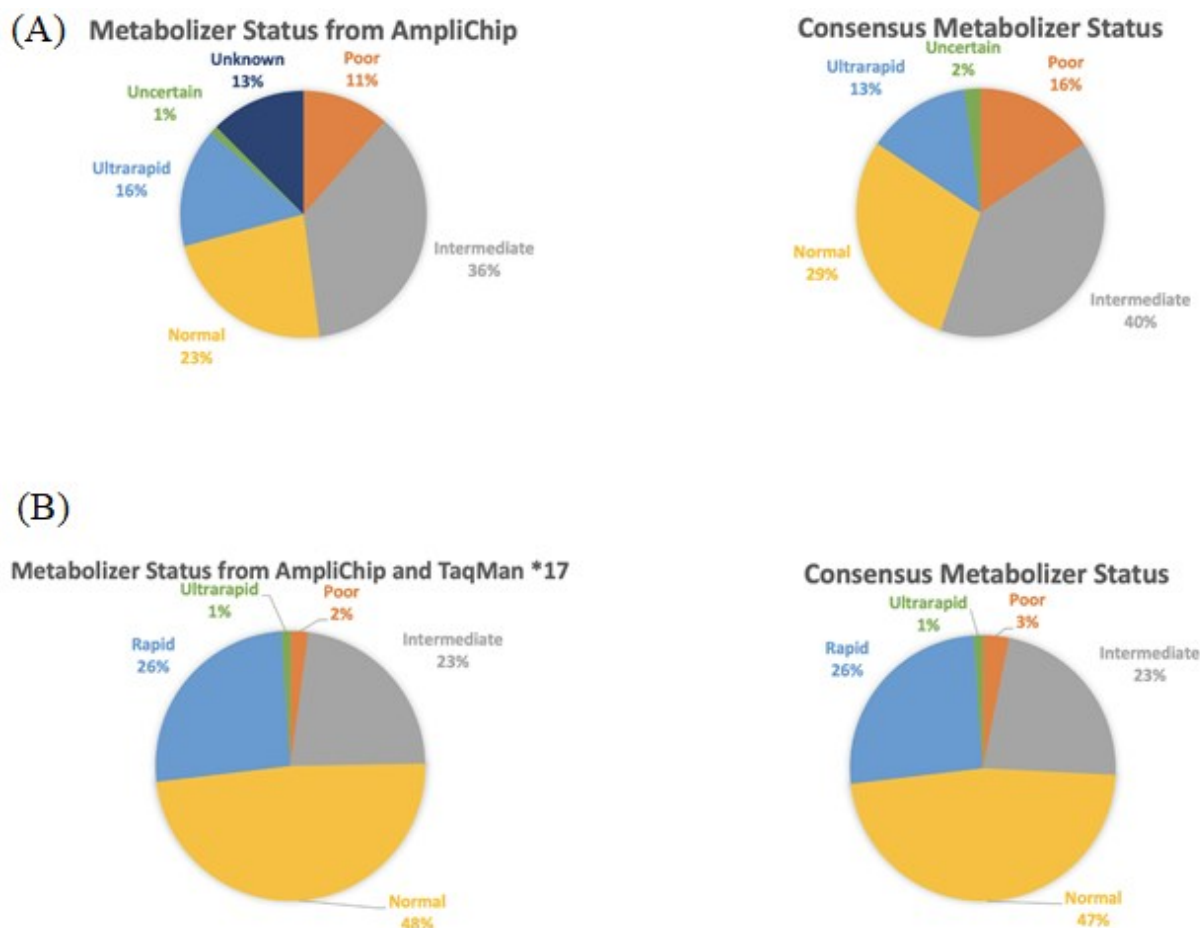 (A)
Metabolizer Status from AmpliChip
Unknown
13%
Poor
11%
Uncertain
1%
Ultrarapid
16%
Intermediate
36%
Normal
23%
Consensus Metabolizer Status
Uncertain
2%
Ultrarapid
13%
Poor
16%
Normal
29%
Intermediate
40%
(B)
Metabolizer Status from AmpliChip and TaqMan *17
Ultrarapid
1%
Poor
2%
Rapid
26%
Intermediate
23%
Normal
48%
Consensus Metabolizer Status
Ultrarapid
1%
Poor
3%
Rapid
26%
Intermediate
23%
Normal
47%